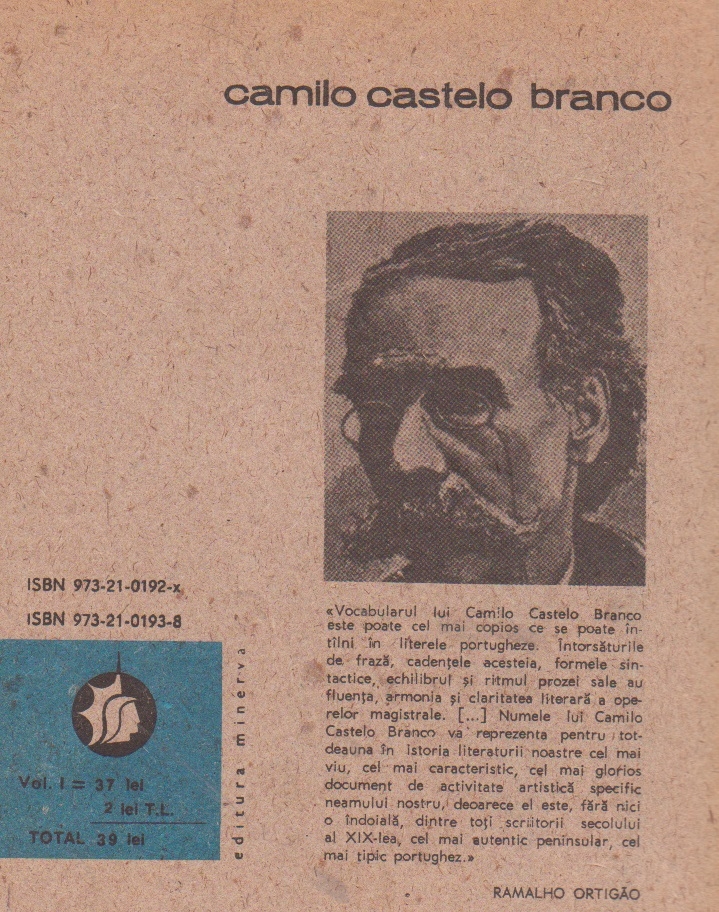 camilo castelo branco
ISBN 973-21-0192-x
ISBN 973-21-0193-8
Vol. I = 37 lei
2 lei T.L.
TOTAL 39 lei
editura minerva
«Vocabularul lui Camilo Castelo Branco
este poate cel mai copios ce se poate în-
tîlni în literele portugheze. Întorsăturile
de frază, cadențele acesteia, formele sin-
tactice, echilibrul și ritmul prozei sale au
fluența, armonia și claritatea literară a ope-
relor magistrale. [...] Numele lui Camilo
Castelo Branco va reprezenta pentru tot-
deauna în istoria literaturii noastre cel mai
viu, cel mai caracteristic, cel mai glorios
document de activitate artistică specific
neamului nostru, deoarece el este, fără nici
o îndoială, dintre toți scriitorii secolului
al XIX-lea, cel mai autentic peninsular, cel
mai tipic portughez.»
RAMALHO ORTIGÃO